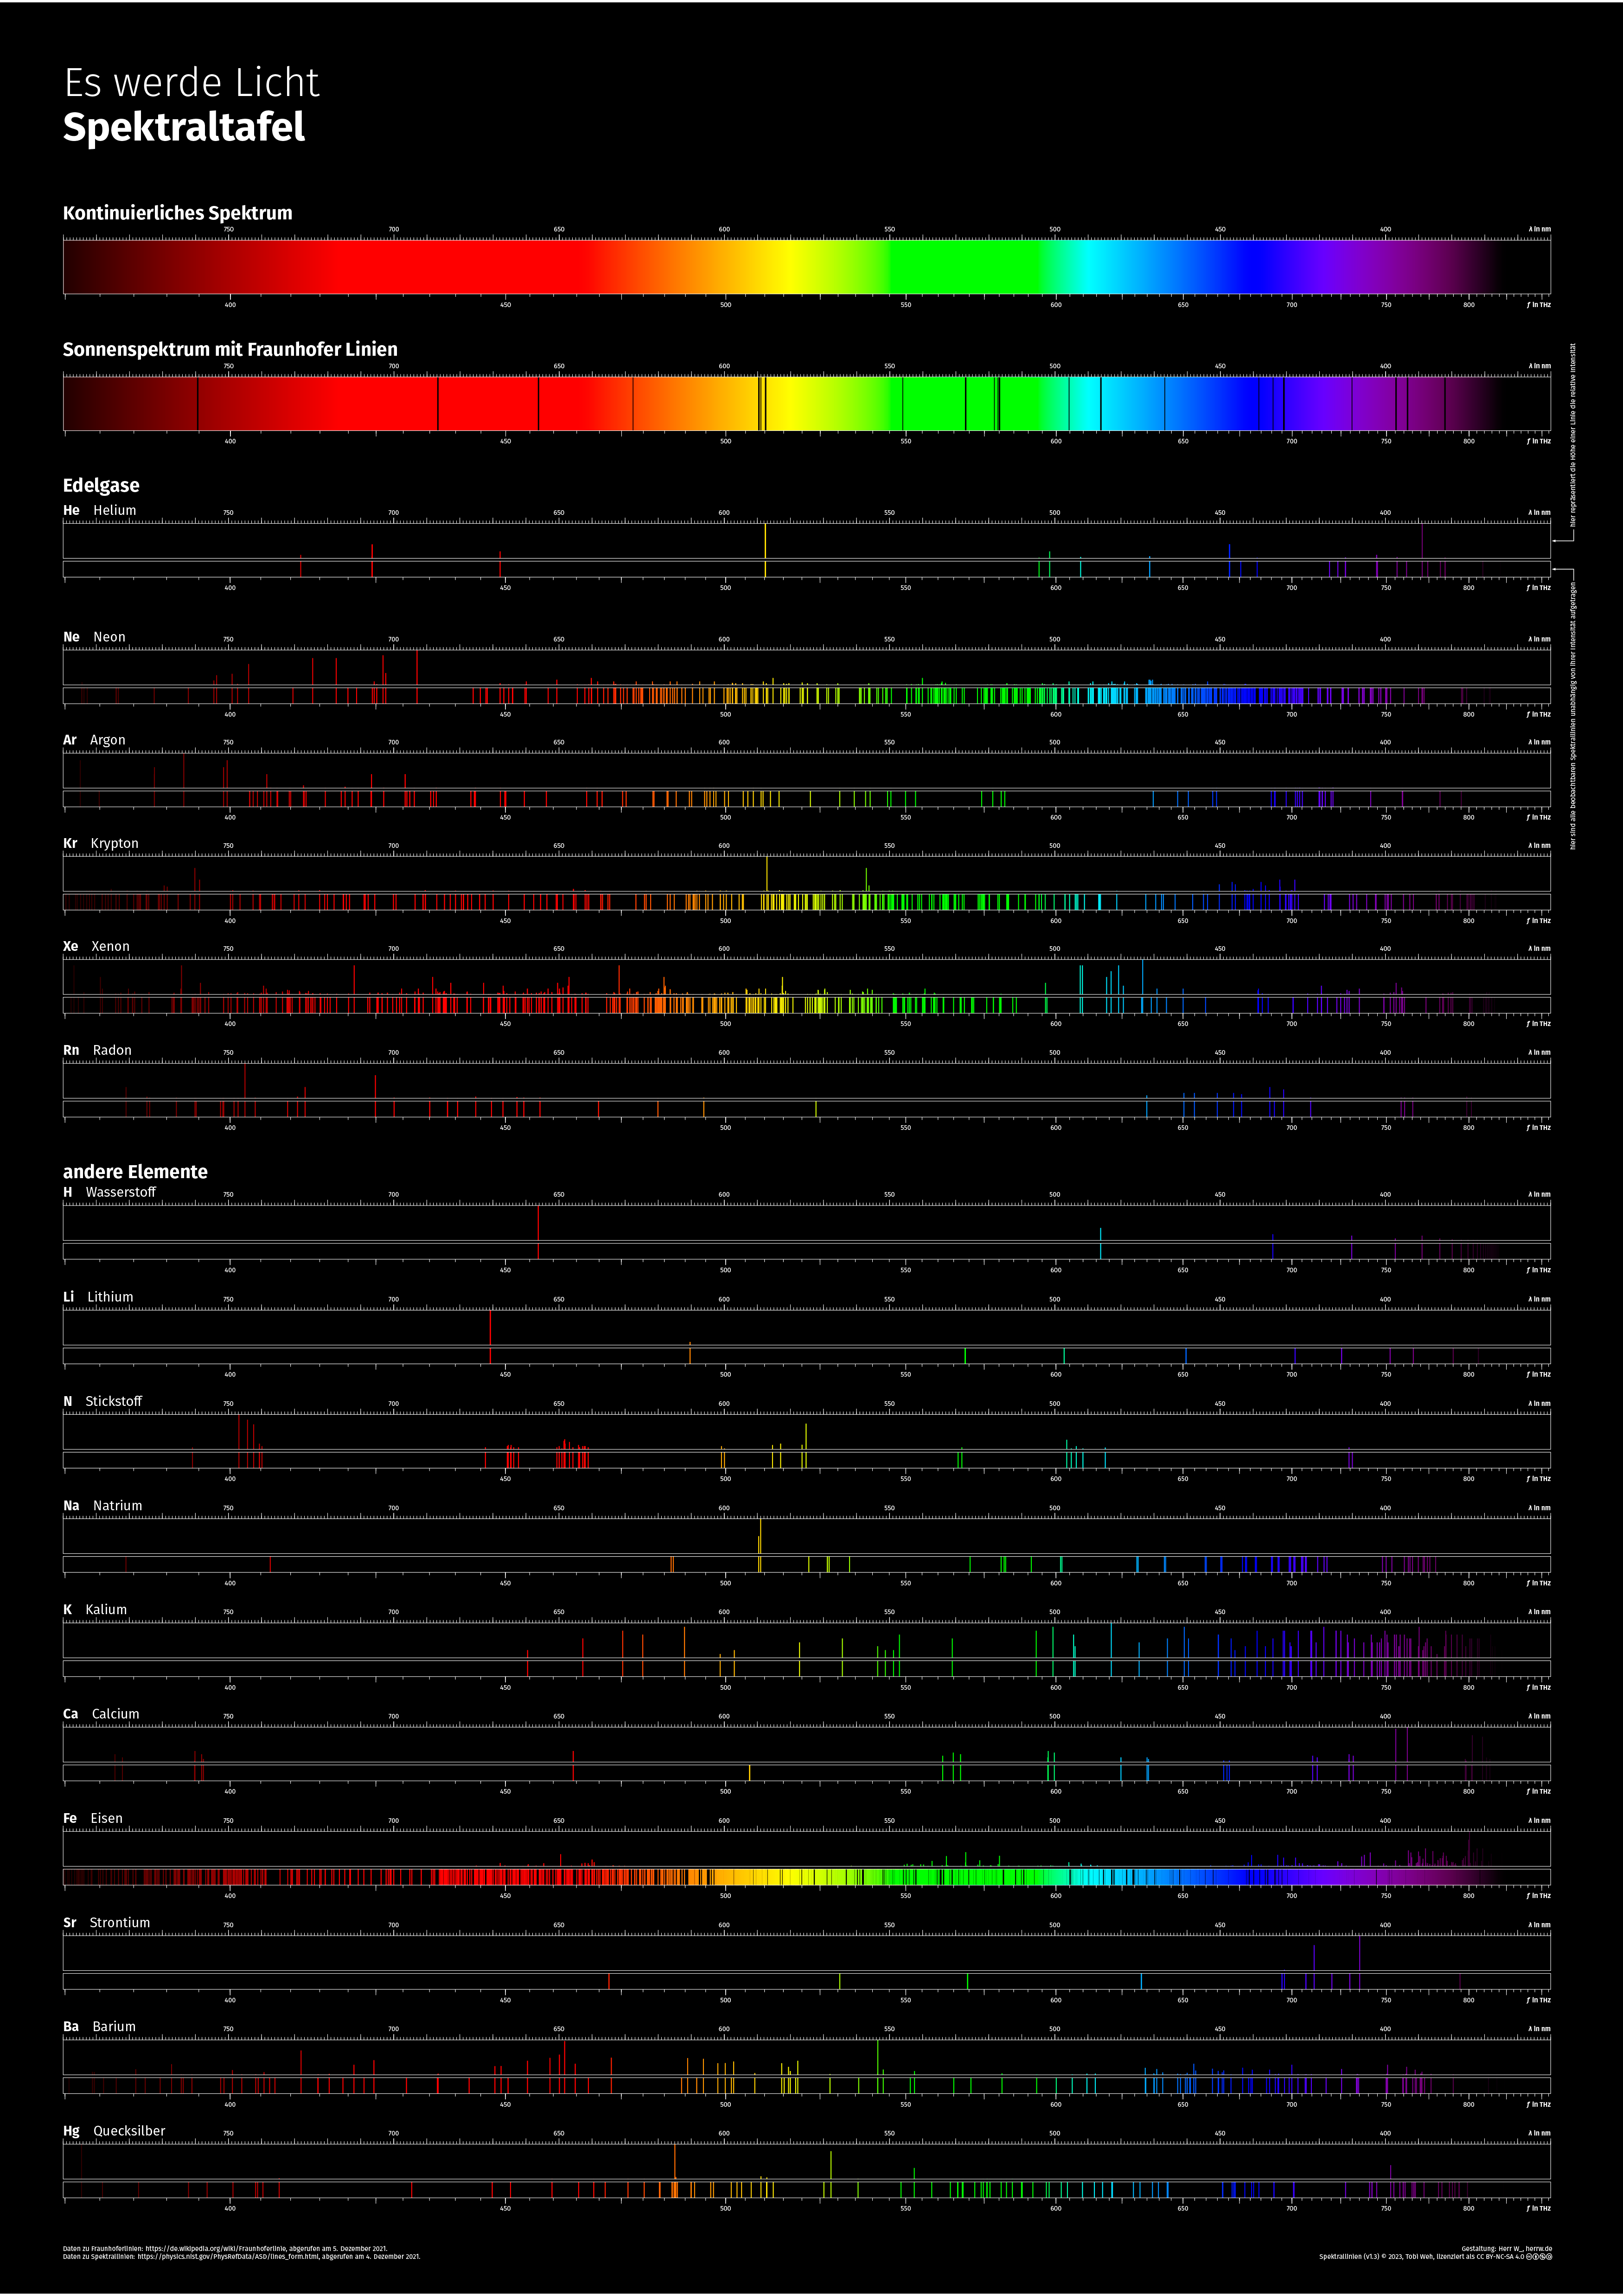 Es werde Licht
Spektraltafel
Kontinuierliches Spektrum
750 700 650 600 550 500 450 400 λ in nm
400 450 500 550 600 650 700 750 800 f in THz
Sonnenspektrum mit Fraunhofer Linien
750 700 650 600 550 500 450 400 λ in nm
400 450 500 550 600 650 700 750 800 f in THz
hier repräsentiert die Höhe einer Linie die relative Intensität
Edelgase
He Helium
750 700 650 600 550 500 450 400 λ in nm
400 450 500 550 600 650 700 750 800 f in THz
hier sind alle beobachtbaren Spektrallinien unabhängig von ihrer Intensität aufgetragen
Ne Neon
750 700 650 600 550 500 450 400 λ in nm
400 450 500 550 600 650 700 750 800 f in THz
Ar Argon
750 700 650 600 550 500 450 400 λ in nm
400 450 500 550 600 650 700 750 800 f in THz
Kr Krypton
750 700 650 600 550 500 450 400 λ in nm
400 450 500 550 600 650 700 750 800 f in THz
Xe Xenon
750 700 650 600 550 500 450 400 λ in nm
400 450 500 550 600 650 700 750 800 f in THz
Rn Radon
750 700 650 600 550 500 450 400 λ in nm
400 450 500 550 600 650 700 750 800 f in THz
andere Elemente
H Wasserstoff
750 700 650 600 550 500 450 400 λ in nm
400 450 500 550 600 650 700 750 800 f in THz
Li Lithium
750 700 650 600 550 500 450 400 λ in nm
400 450 500 550 600 650 700 750 800 f in THz
N Stickstoff
750 700 650 600 550 500 450 400 λ in nm
400 450 500 550 600 650 700 750 800 f in THz
Na Natrium
750 700 650 600 550 500 450 400 λ in nm
400 450 500 550 600 650 700 750 800 f in THz
K Kalium
750 700 650 600 550 500 450 400 λ in nm
400 450 500 550 600 650 700 750 800 f in THz
Ca Calcium
750 700 650 600 550 500 450 400 λ in nm
400 450 500 550 600 650 700 750 800 f in THz
Fe Eisen
750 700 650 600 550 500 450 400 λ in nm
400 450 500 550 600 650 700 750 800 f in THz
Sr Strontium
750 700 650 600 550 500 450 400 λ in nm
400 450 500 550 600 650 700 750 800 f in THz
Ba Barium
750 700 650 600 550 500 450 400 λ in nm
400 450 500 550 600 650 700 750 800 f in THz
Hg Quecksilber
750 700 650 600 550 500 450 400 λ in nm
400 450 500 550 600 650 700 750 800 f in THz
Daten zu Fraunhoferlinien: https://de.wikipedia.org/wiki/Fraunhoferlinie, abgerufen am 5. Dezember 2021.
Daten zu Spektrallinien: https://physics.nist.gov/PhysRefData/ASD/lines_form.html, abgerufen am 4. Dezember 2021.
Gestaltung: Herr W_, herrw.de
Spektrallinien (v1.3) © 2023, Tobi Weh, lizenziert als CC BY-NC-SA 4.0